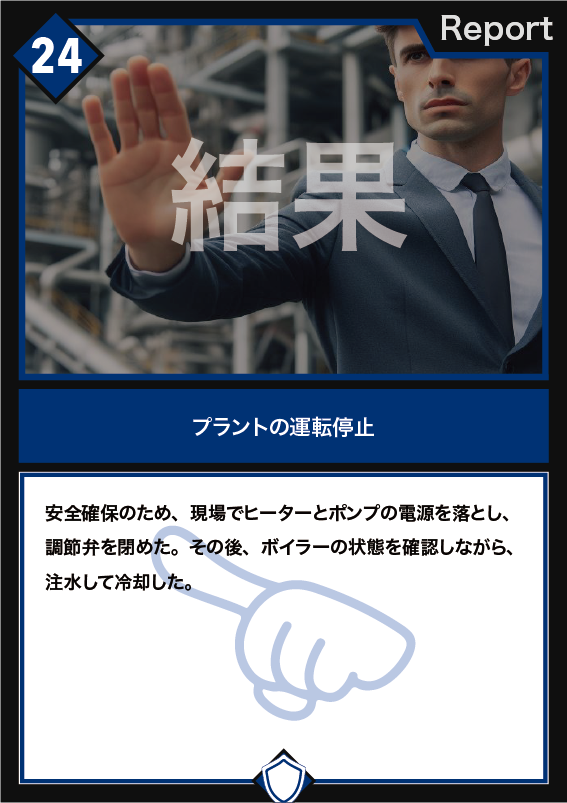 24
Report
結果
プラントの運転停止
安全確保のため、現場でヒーターとポンプの電源を落とし、
調節弁を閉めた。その後、ボイラーの状態を確認しながら、
注水して冷却した。